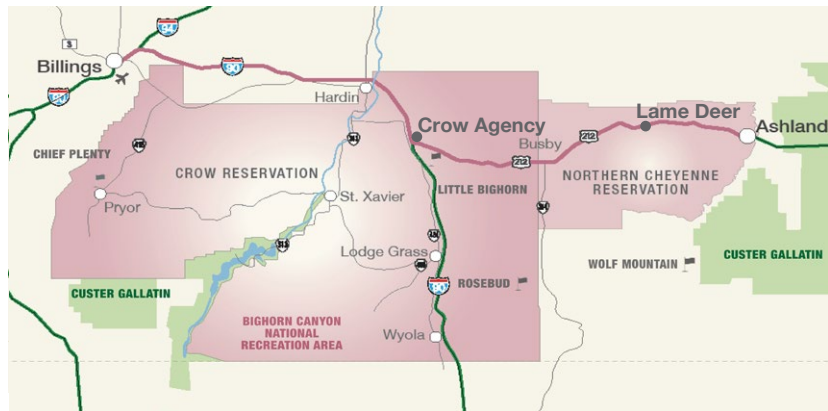 94
3
Billings
90
90
Hardin
Crow Agency
Lame Deer
212
Ashland
Busby
212
CHIEF PLENTY
CROW RESERVATION
LITTLE BIGHORN
NORTHERN CHEYENNE
RESERVATION
Pryor
St. Xavier
313
Lodge Grass
WOLF MOUNTAIN
CUSTER GALLATIN
CUSTER GALLATIN
90
ROSEBUD
BIGHORN CANYON
NATIONAL
RECREATION AREA
Wyola